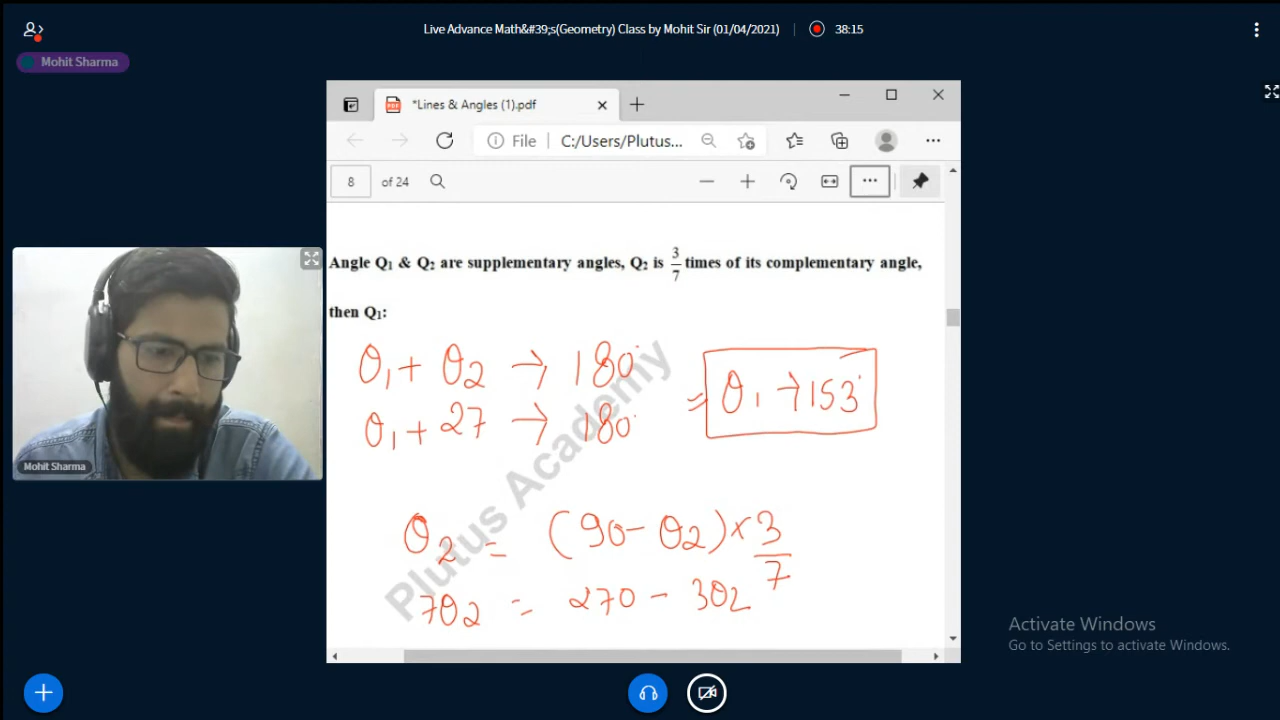 Live Advance Math&#39;s(Geometry) Class by Mohit Sir (01/04/2021) | 38:15
Mohit Sharma
*Lines & Angles (1).pdf
File | C:/Users/Plutus...
8 of 24
Angle Q₁ & Q₂ are supplementary angles, Q₂ is 3/7 times of its complementary angle,
then Q₁:
θ₁ + θ₂ → 180°
= θ₁ → 153°
θ₁ + 27 → 180°
θ₂ = (90 - θ₂) × 3/7
7θ₂ = 270 - 3θ₂
Plutus Academy
Mohit Sharma
Activate Windows
Go to Settings to activate Windows.